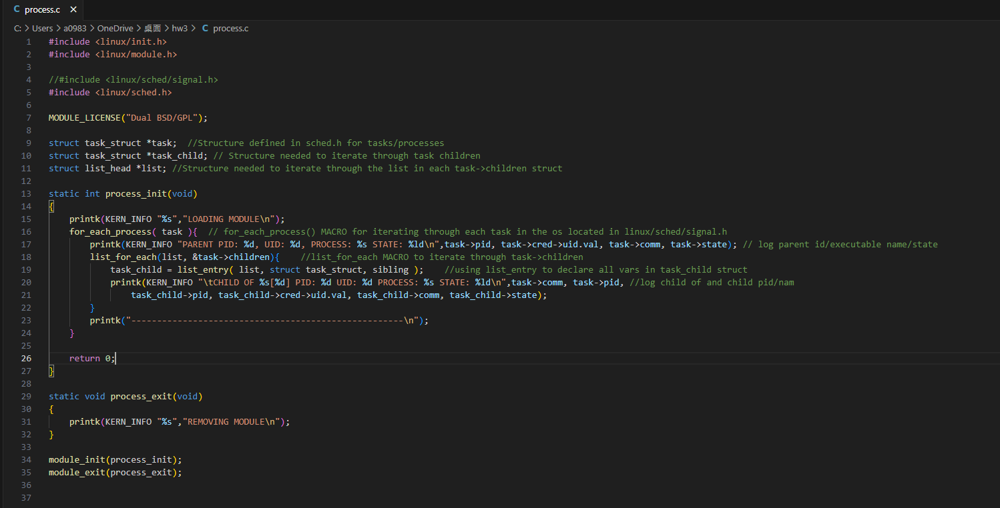 C process.c ×
C: > Users > a0983 > OneDrive > 桌面 > hw3 > C process.c
1 #include <linux/init.h>
2 #include <linux/module.h>
3
4 //#include <linux/sched/signal.h>
5 #include <linux/sched.h>
6
7 MODULE_LICENSE("Dual BSD/GPL");
8
9 struct task_struct *task;  //Structure defined in sched.h for tasks/processes
10 struct task_struct *task_child; // Structure needed to iterate through task children
11 struct list_head *list; //Structure needed to iterate through the list in each task->children struct
12
13 static int process_init(void)
14 {
15     printk(KERN_INFO "%s","LOADING MODULE\n");
16     for_each_process( task ){  // for_each_process() MACRO for iterating through each task in the os located in linux/sched/signal.h
17         printk(KERN_INFO "PARENT PID: %d, UID: %d, PROCESS: %s STATE: %ld\n",task->pid, task->cred->uid.val, task->comm, task->state); // log parent id/executable name/state
18         list_for_each(list, &task->children){    //list_for_each MACRO to iterate through task->children
19             task_child = list_entry( list, struct task_struct, sibling );    //using list_entry to declare all vars in task_child struct
20             printk(KERN_INFO "\tCHILD OF %s[%d] PID: %d UID: %d PROCESS: %s STATE: %ld\n",task->comm, task->pid, //log child of and child pid/nam
21                 task_child->pid, task_child->cred->uid.val, task_child->comm, task_child->state);
22         }
23         printk("-----------------------------------------------------\n");
24     }
25
26     return 0;
27 }
28
29 static void process_exit(void)
30 {
31     printk(KERN_INFO "%s","REMOVING MODULE\n");
32 }
33
34 module_init(process_init);
35 module_exit(process_exit);
36
37